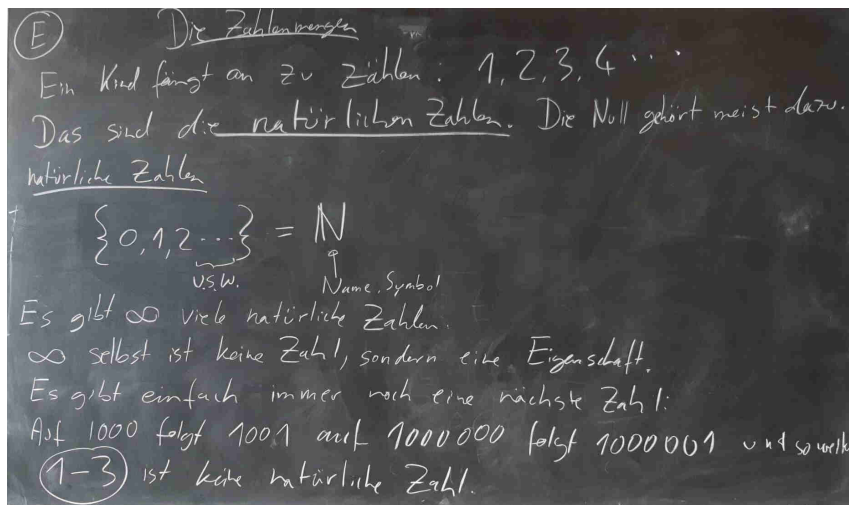 E Die Zahlenmengen
Ein Kind fängt an zu zählen: 1, 2, 3, 4 ...
Das sind die natürlichen Zahlen. Die Null gehört meist dazu.
natürliche Zahlen
{0, 1, 2 ...} = ℕ
u.s.w.
Name, Symbol
Es gibt ∞ viele natürliche Zahlen.
∞ selbst ist keine Zahl, sondern eine Eigenschaft.
Es gibt einfach immer noch eine nächste Zahl:
Auf 1000 folgt 1001 auf 1000000 folgt 1000001 und so weiter
1-3 ist keine natürliche Zahl.